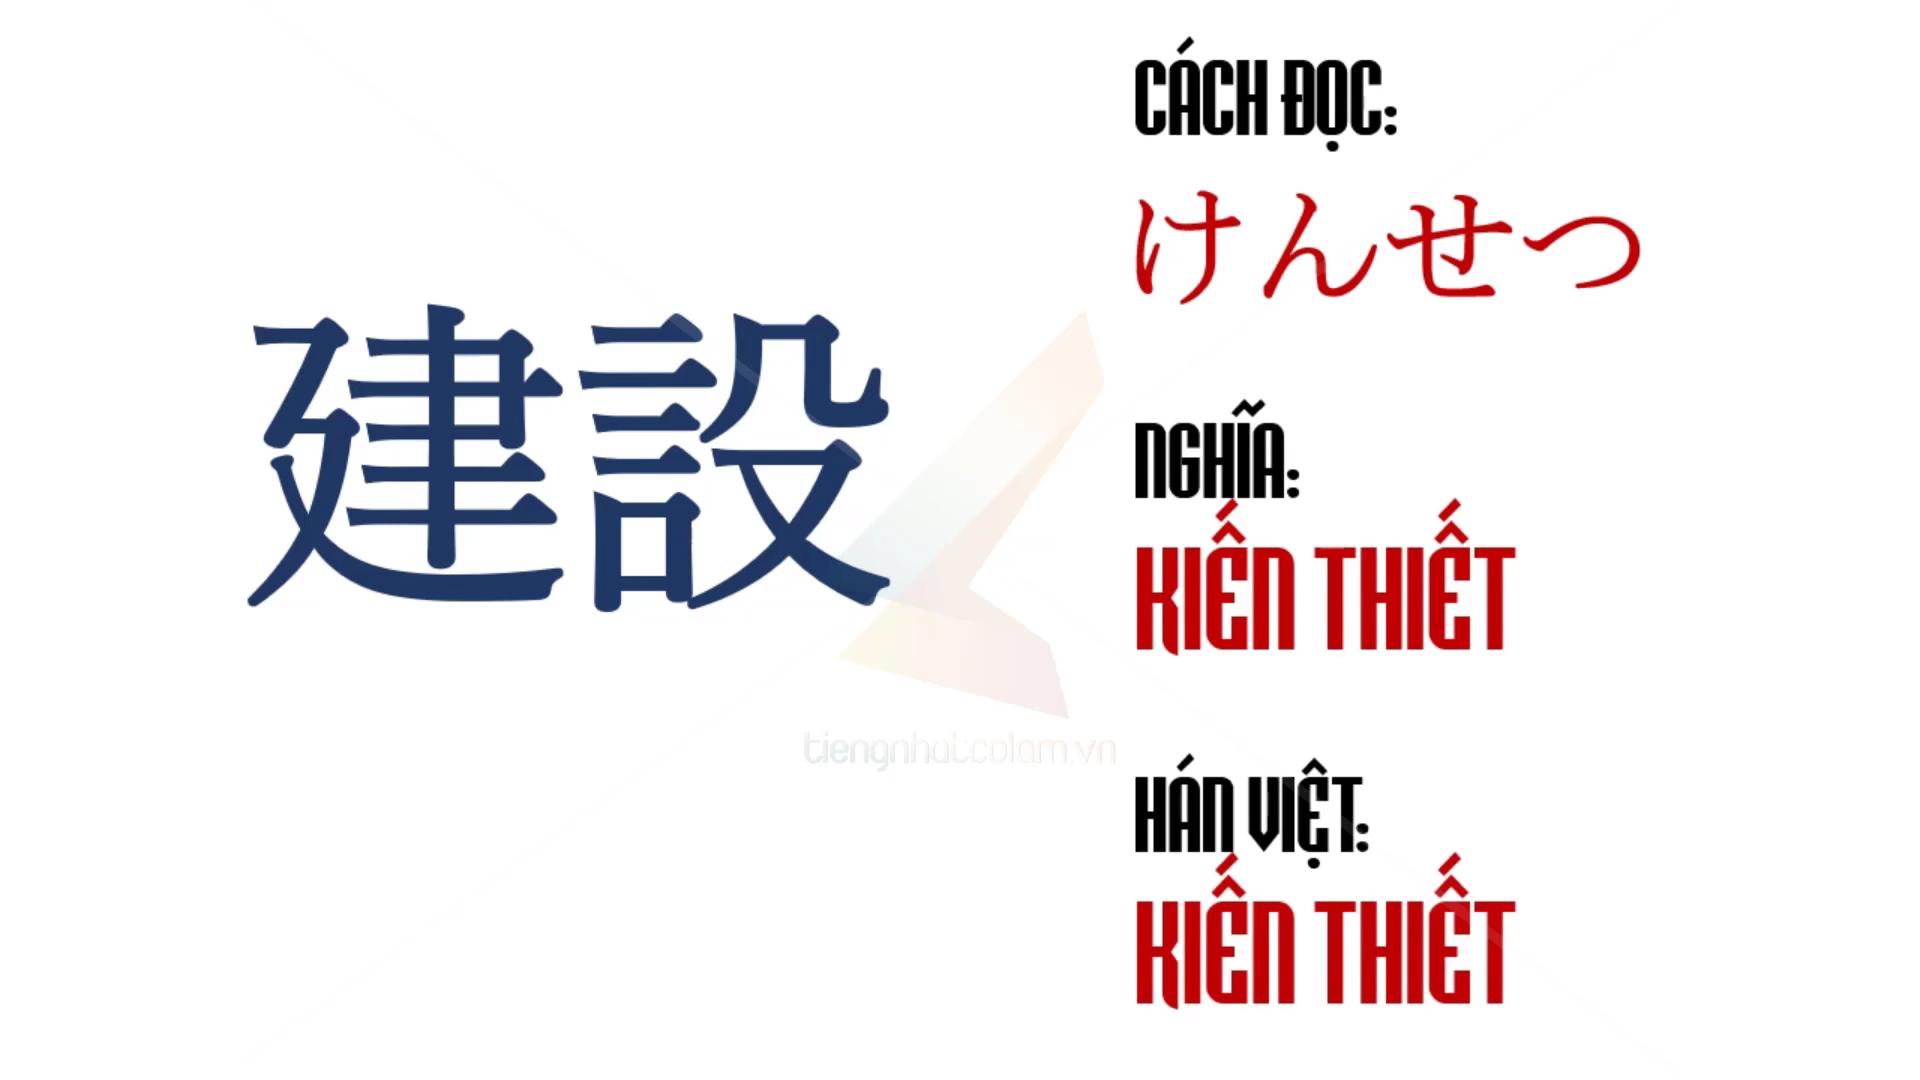 建設
CÁCH ĐỌC:
けんせつ
NGHĨA:
KIẾN THIẾT
HÁN VIỆT:
KIẾN THIẾT
tiengnhatcolam.vn